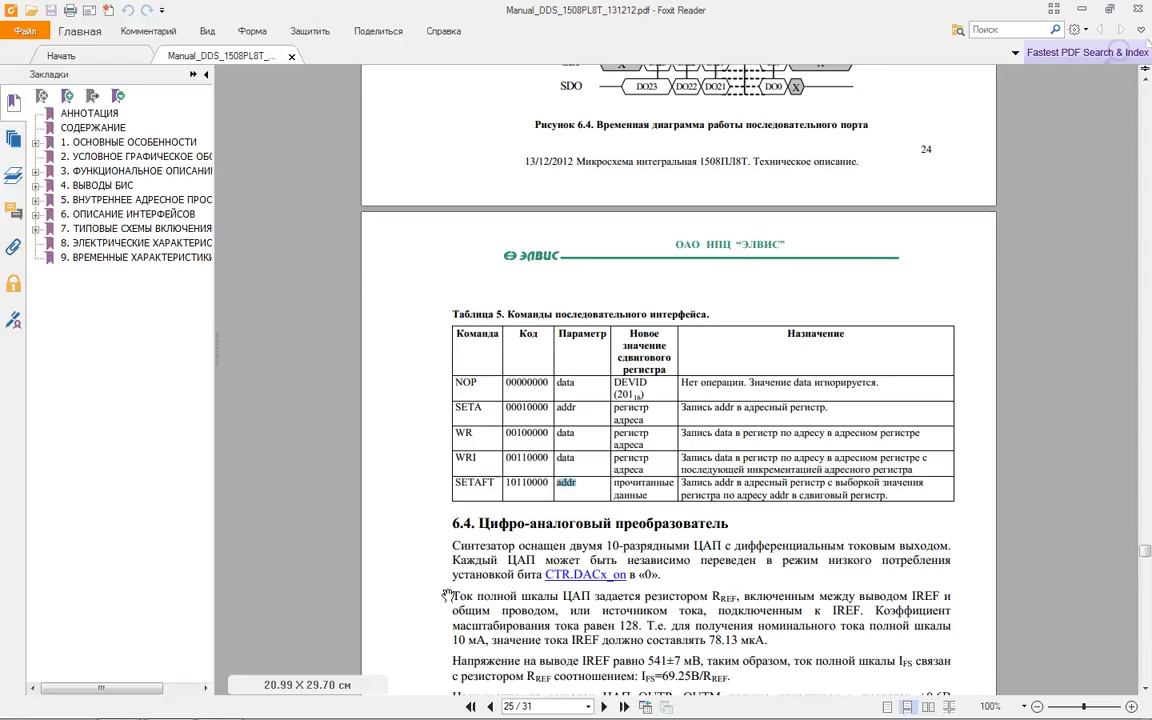 Manual_DDS_1508PL8T_131212.pdf - Foxit Reader
Файл Главная Комментарий Вид Форма Защитить Поделиться Справка
Поиск
Начать Manual_DDS_1508PL8T_...
Fastest PDF Search & Index
Закладки
АННОТАЦИЯ
СОДЕРЖАНИЕ
1. ОСНОВНЫЕ ОСОБЕННОСТИ
2. УСЛОВНОЕ ГРАФИЧЕСКОЕ ОБО
3. ФУНКЦИОНАЛЬНОЕ ОПИСАНИ
4. ВЫВОДЫ БИС
5. ВНУТРЕННЕЕ АДРЕСНОЕ ПРОС
6. ОПИСАНИЕ ИНТЕРФЕЙСОВ
7. ТИПОВЫЕ СХЕМЫ ВКЛЮЧЕНИЯ
8. ЭЛЕКТРИЧЕСКИЕ ХАРАКТЕРИС
9. ВРЕМЕННЫЕ ХАРАКТЕРИСТИКИ
SDO DO23 DO22 DO21 DO0 X
Рисунок 6.4. Временная диаграмма работы последовательного порта
24
13/12/2012 Микросхема интегральная 1508ПЛ8Т. Техническое описание.
ОАО НПЦ “ЭЛВИС”
ЭЛВИС
Таблица 5. Команды последовательного интерфейса.
Команда Код Параметр Новое значение сдвигового регистра Назначение
NOP 00000000 data DEVID (201₁₆) Нет операции. Значение data игнорируется.
SETA 00010000 addr регистр адреса Запись addr в адресный регистр.
WR 00100000 data регистр адреса Запись data в регистр по адресу в адресном регистре
WRI 00110000 data регистр адреса Запись data в регистр по адресу в адресном регистре с последующей инкрементацией адресного регистра
SETAFT 10110000 addr прочитанные данные Запись addr в адресный регистр с выборкой значения регистра по адресу addr в сдвиговый регистр.
6.4. Цифро-аналоговый преобразователь
Синтезатор оснащен двумя 10-разрядными ЦАП с дифференциальным токовым выходом.
Каждый ЦАП может быть независимо переведен в режим низкого потребления
установкой бита CTR.DACx_on в «0».
Ток полной шкалы ЦАП задается резистором RREF, включенным между выводом IREF и
общим проводом, или источником тока, подключенным к IREF. Коэффициент
масштабирования тока равен 128. Т.е. для получения номинального тока полной шкалы
10 мА, значение тока IREF должно составлять 78.13 мкА.
Напряжение на выводе IREF равно 541±7 мВ, таким образом, ток полной шкалы IFS связан
с резистором RREF соотношением: IFS=69.25В/RREF.
20.99 × 29.70 см
25 / 31
100%